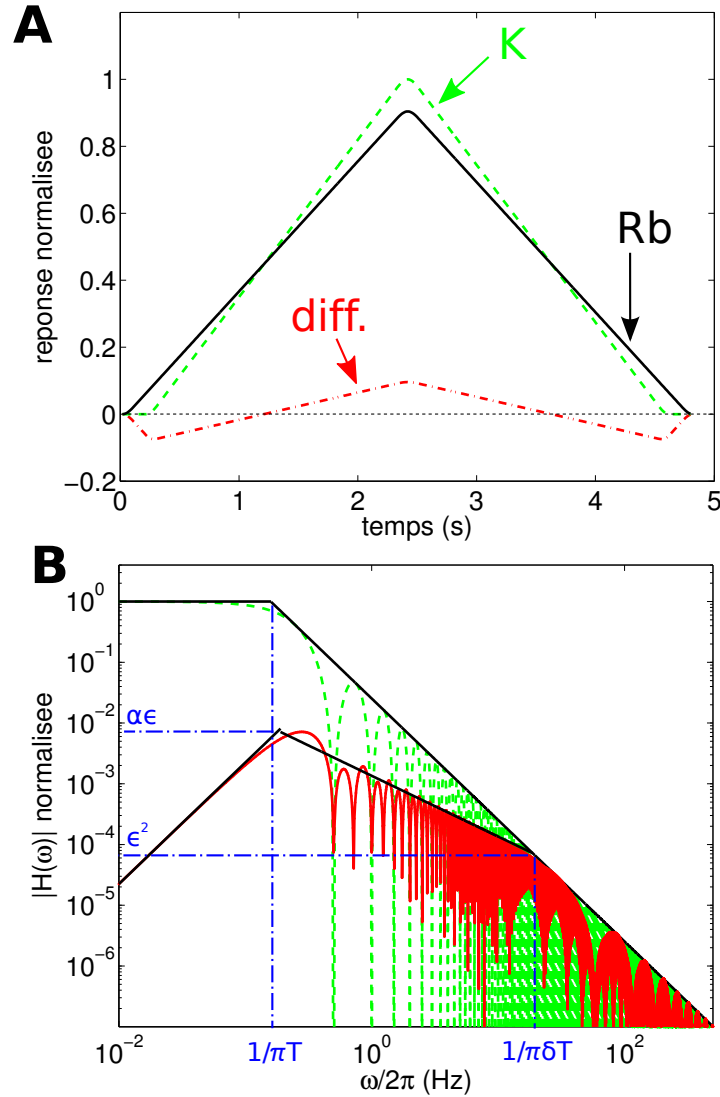 A
K
1
0.8
0.6
0.4
0.2
0
−0.2
reponse normalisee
Rb
diff.
0 1 2 3 4 5
temps (s)
B
10^0
10^-1
10^-2
10^-3
10^-4
10^-5
10^-6
|H(ω)| normalisee
αϵ
ϵ²
10^-2 10^0 10^2
1/πT 1/πδT
ω/2π (Hz)